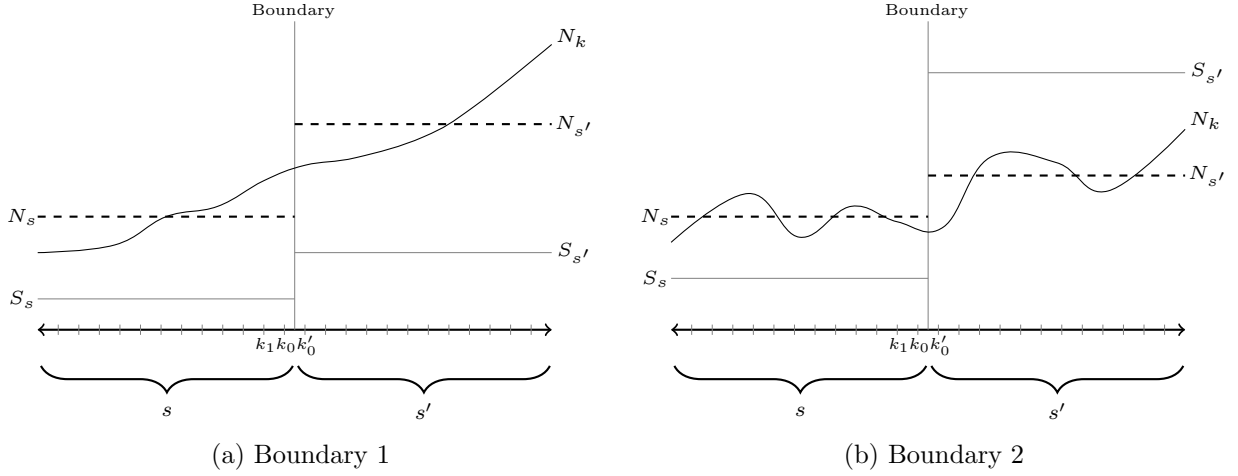 Boundary
N_k
N_{s'}
N_s
S_{s'}
S_s
k_1 k_0 k'_0
s
s'
(a) Boundary 1
Boundary
S_{s'}
N_k
N_{s'}
N_s
S_s
k_1 k_0 k'_0
s
s'
(b) Boundary 2